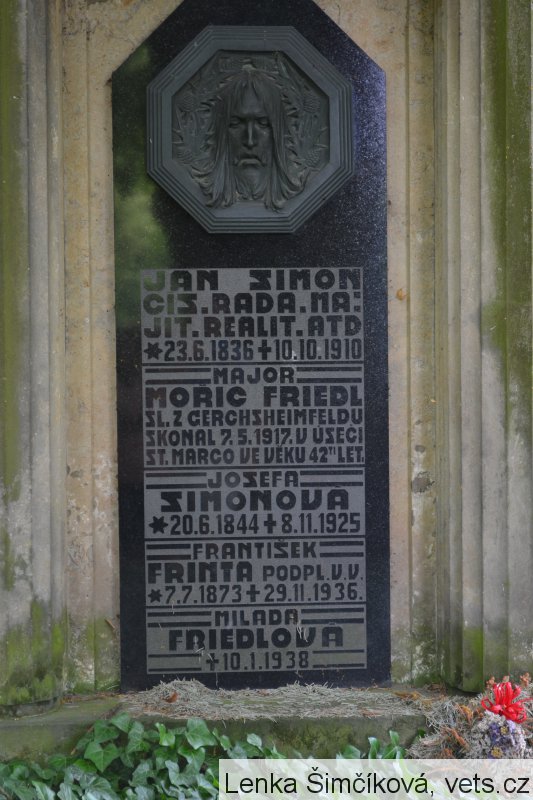 JAN SIMON
CIS. RADA. MA:
JIT. REALIT. ATD
*23.6.1836 ✝ 10.10.1910
MAJOR
MOŘIC FRIEDL
SL. Z GERCHSHEIMFELDU
SKONAL 7.5.1917. V ÚSECI
ST. MARCO VE VĚKU 42TI LET.
JOSEFA
SIMONOVÁ
*20.6.1844 ✝ 8.11.1925
FRANTIŠEK
FRINTA PODPL. V.V.
*7.7.1873 ✝ 29.11.1936.
MILADA
FRIEDLOVÁ
✝10.1.1938
Lenka Šimčíková, vets.cz